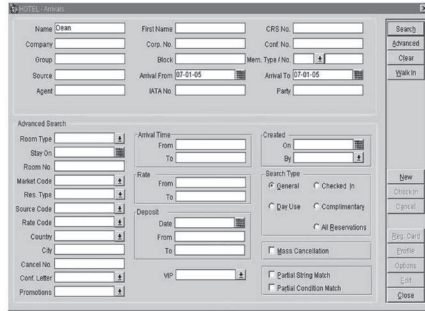 HOTEL - Arrivals
Name Dean First Name CRS No. Search
Company Corp. No. Conf. No. Advanced
Group Block Mem. Type / No. Clear
Source Arrival From 07-01-05 Arrival To 07-01-05 Walk In
Agent IATA No. Party
Advanced Search
Room Type Arrival Time Created
Stay On From On
Room No. To By
Market Code Rate Search Type New
Res. Type From General Checked In Check In
Source Code To Day Use Complimentary Cancel
Rate Code Deposit All Reservations
Country Date Reg. Card
City From Mass Cancellation Profile
Cancel No. To Options
Conf. Letter VIP Partial String Match Edit
Promotions Partial Condition Match Close